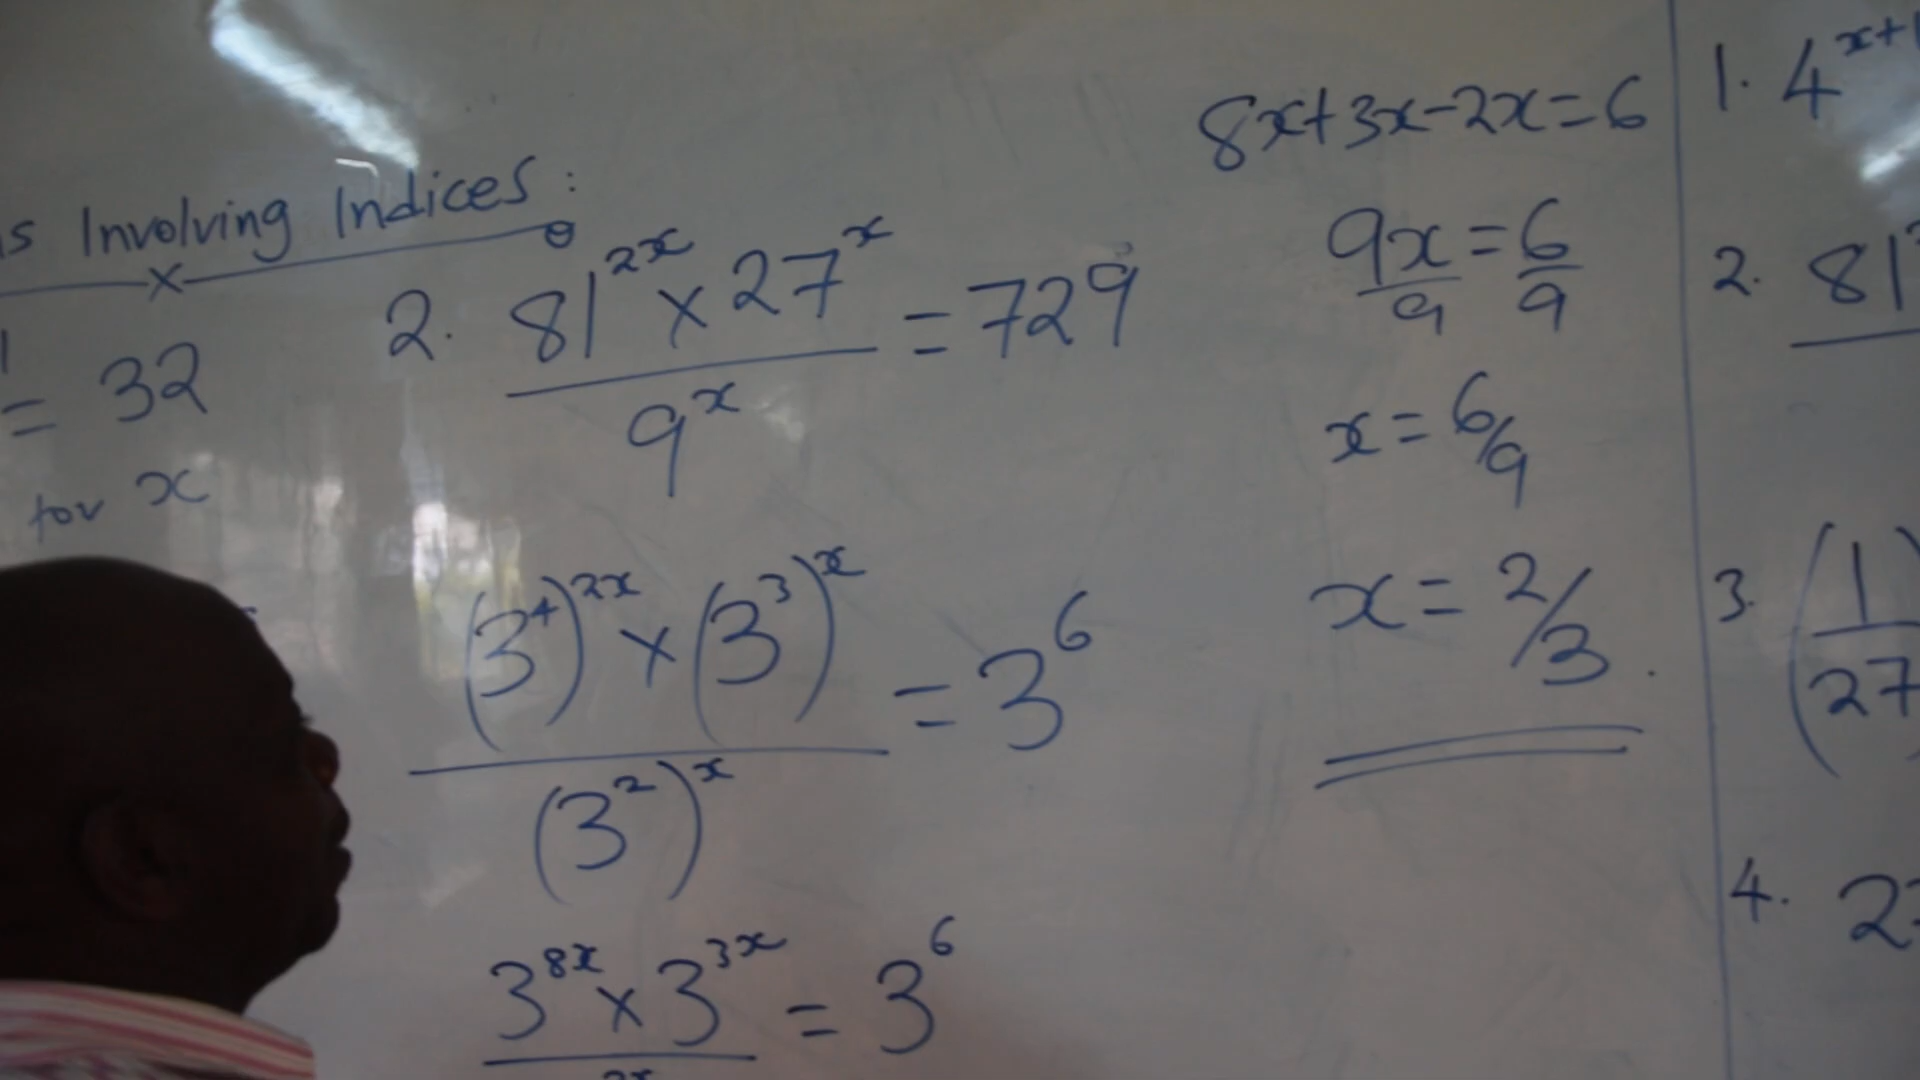 s Involving Indices:
= 32
for x
2. 81^2x × 27^x / 9^x = 729
(3^4)^2x × (3^3)^x / (3^2)^x = 3^6
3^8x × 3^3x / 2x = 3^6
8x+3x-2x=6
9x/9 = 6/9
x = 6/9
x = 2/3.
1. 4^x+1
2. 81
3. (1/27
4. 2